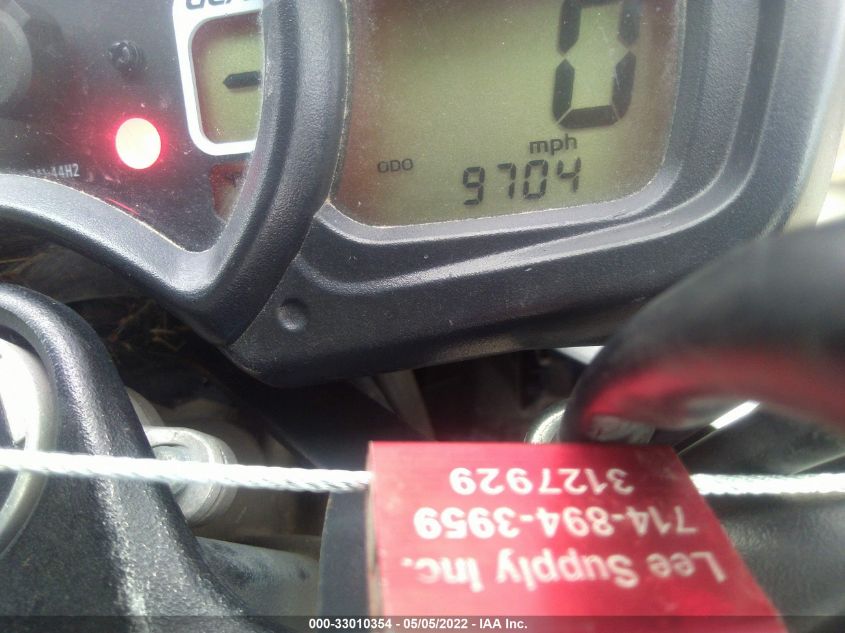 0
mph
ODO
9704
Lee Supply Inc.
714-894-3959
3127929
000-33010354 - 05/05/2022 - IAA Inc.